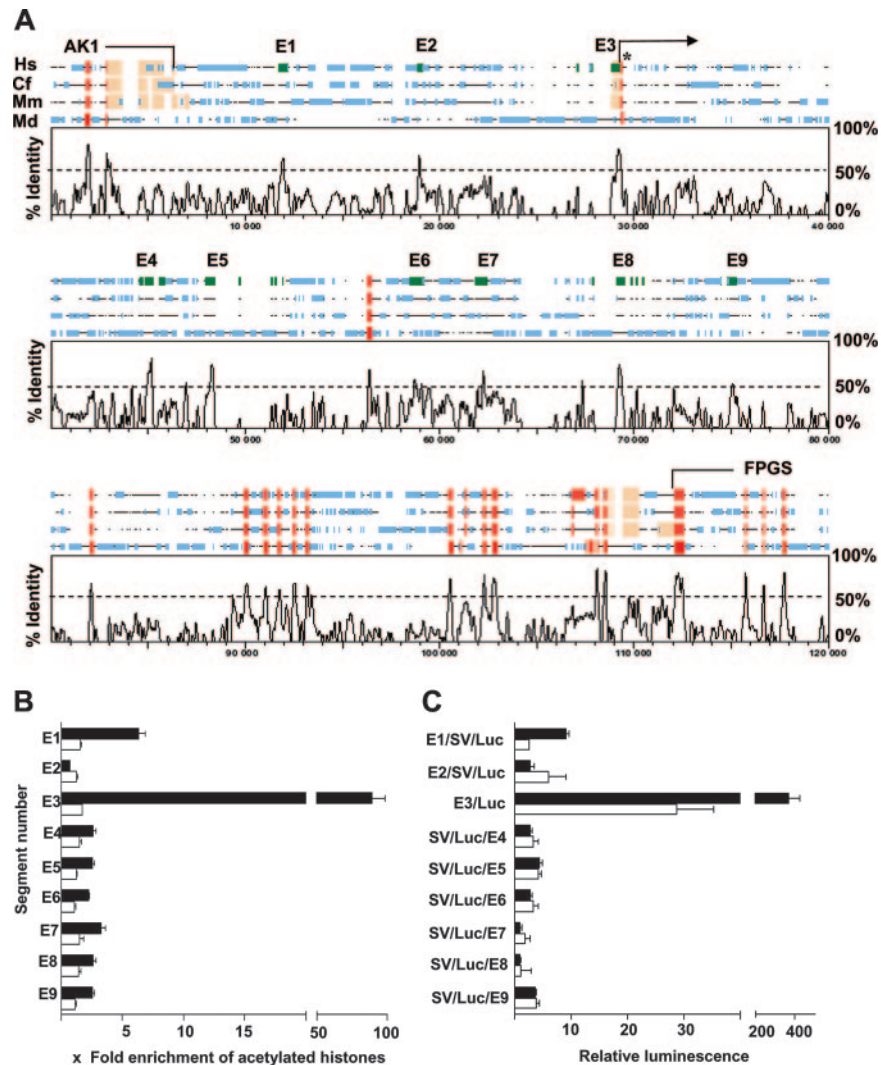 A
AK1 E1 E2 E3 *
Hs
Cf
Mm
Md
% Identity 100% 50% 0%
10 000 20 000 30 000 40 000
E4 E5 E6 E7 E8 E9
% Identity 100% 50% 0%
50 000 60 000 70 000 80 000
FPGS
% Identity 100% 50% 0%
90 000 100 000 110 000 120 000
B
Segment number
E1
E2
E3
E4
E5
E6
E7
E8
E9
5 10 15 50 100
x Fold enrichment of acetylated histones
C
E1/SV/Luc
E2/SV/Luc
E3/Luc
SV/Luc/E4
SV/Luc/E5
SV/Luc/E6
SV/Luc/E7
SV/Luc/E8
SV/Luc/E9
10 30 200 400
Relative luminescence